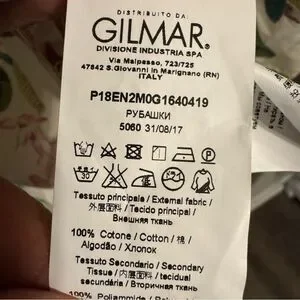 DISTRIBUITO DA:
GILMAR®
DIVISIONE INDUSTRIA SPA
Via Malpasso, 723/725
47842 S.Giovanni in Marignano (RN)
ITALY
P18EN2M0G1640419
РУБАШКИ
5060 31/08/17
Tessuto principale / External fabric /
外层面料 / Tecido principal /
Внешняя ткань
100% Cotone / Cotton / 棉 /
Algodão / Хлопок
Tessuto Secondario / Secondary
Tissue / 内层面料 / tecidual
secundária / Вторичная ткань
100% Poliammide /